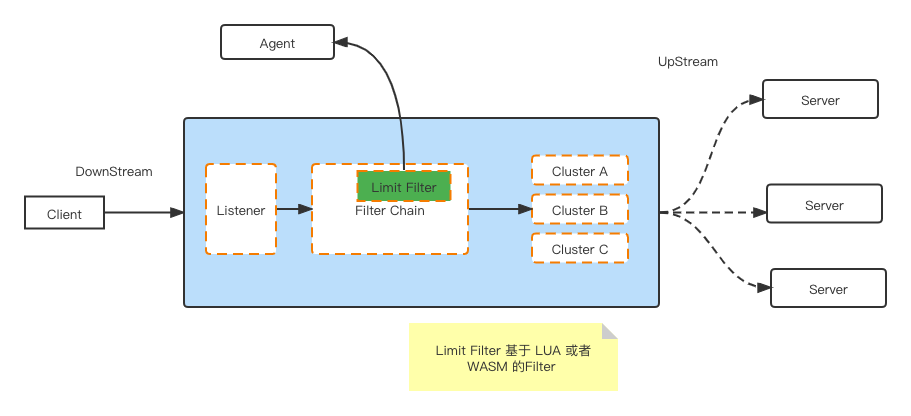 Agent
UpStream
Server
DownStream
Client
Listener
Limit Filter
Filter Chain
Cluster A
Cluster B
Cluster C
Server
Server
Limit Filter 基于 LUA 或者
WASM 的Filter